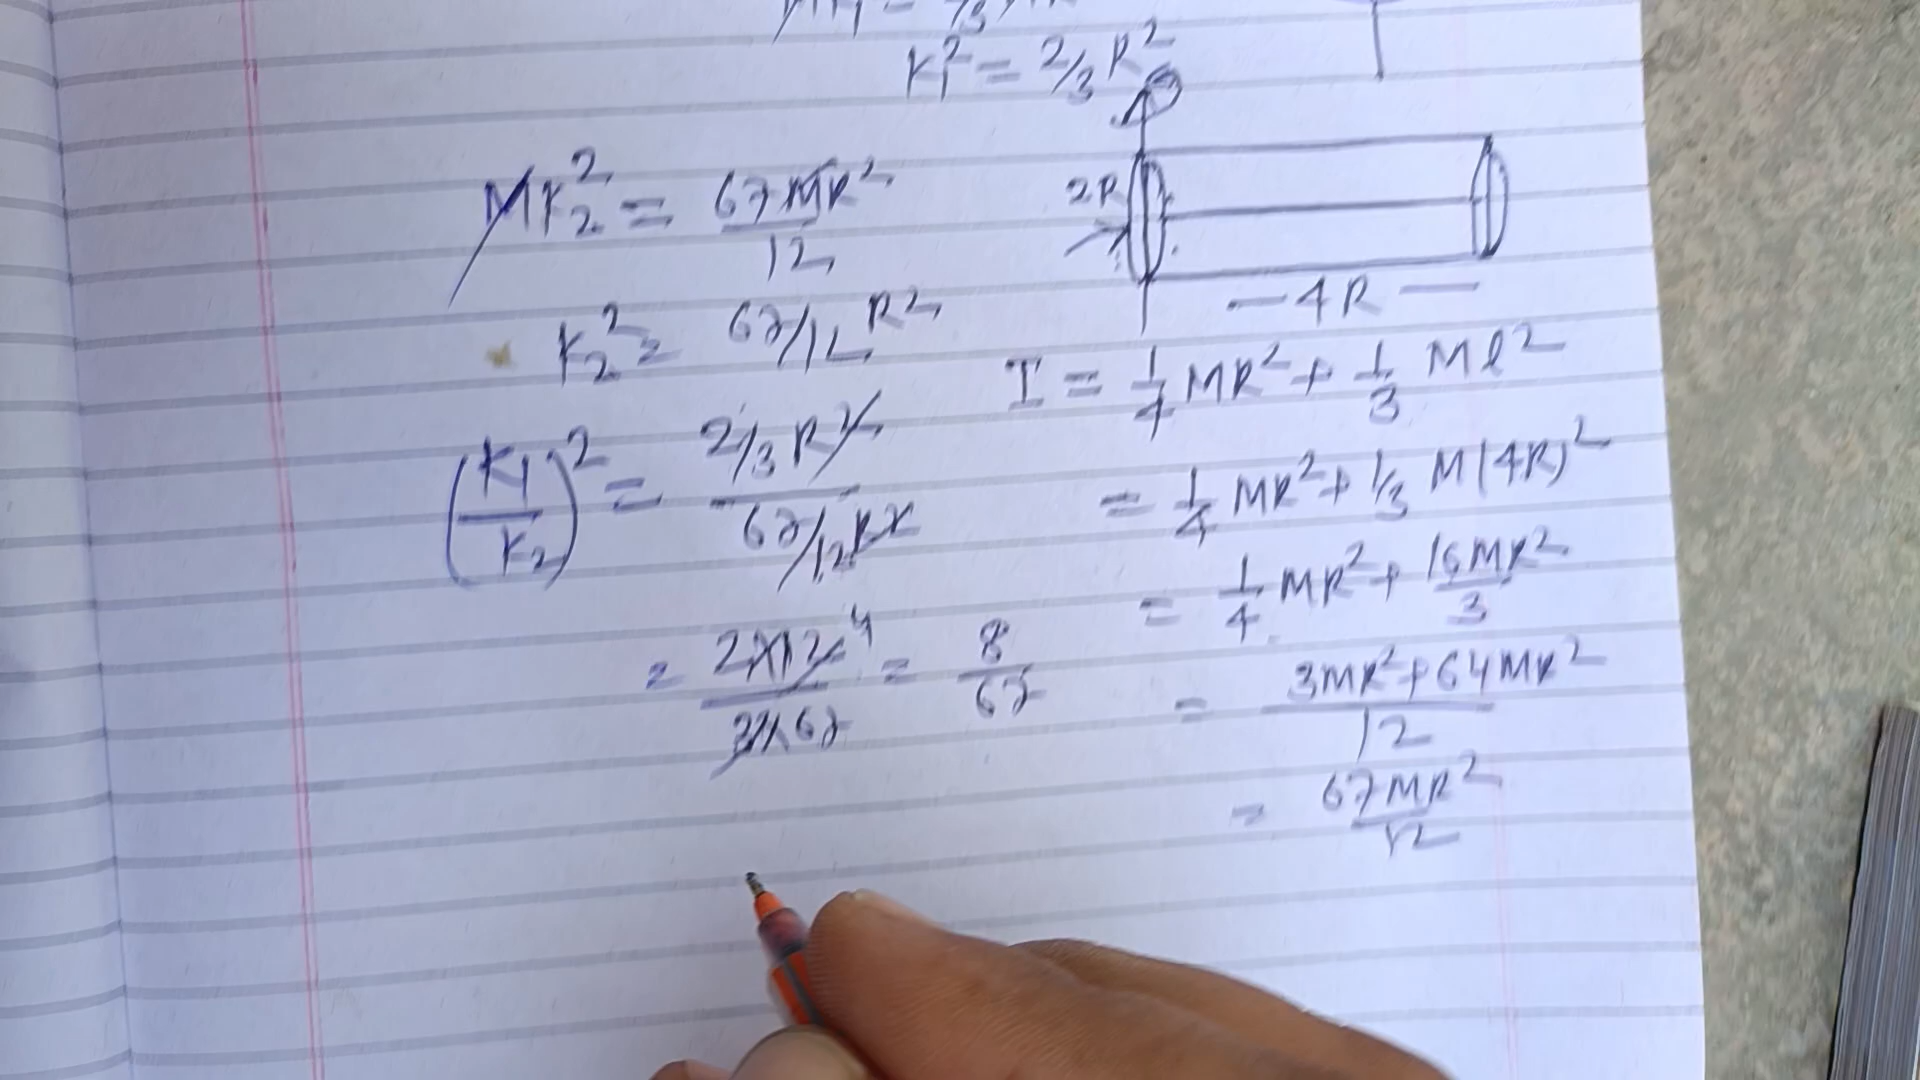 K₁² = 2/3 R²
MK₂² = 67MR²/12
2R
K₂² = 67/12 R²
— 4R —
I = 1/4 MR² + 1/3 Ml²
(K₁/K₂)² = 2/3 R² / 67/12 R²
= 1/4 MR² + 1/3 M(4R)²
= 1/4 MR² + 16MR²/3
= 2×12 4 / 3×67 = 8/67
= 3MR² + 64MR² / 12
= 67MR²/12